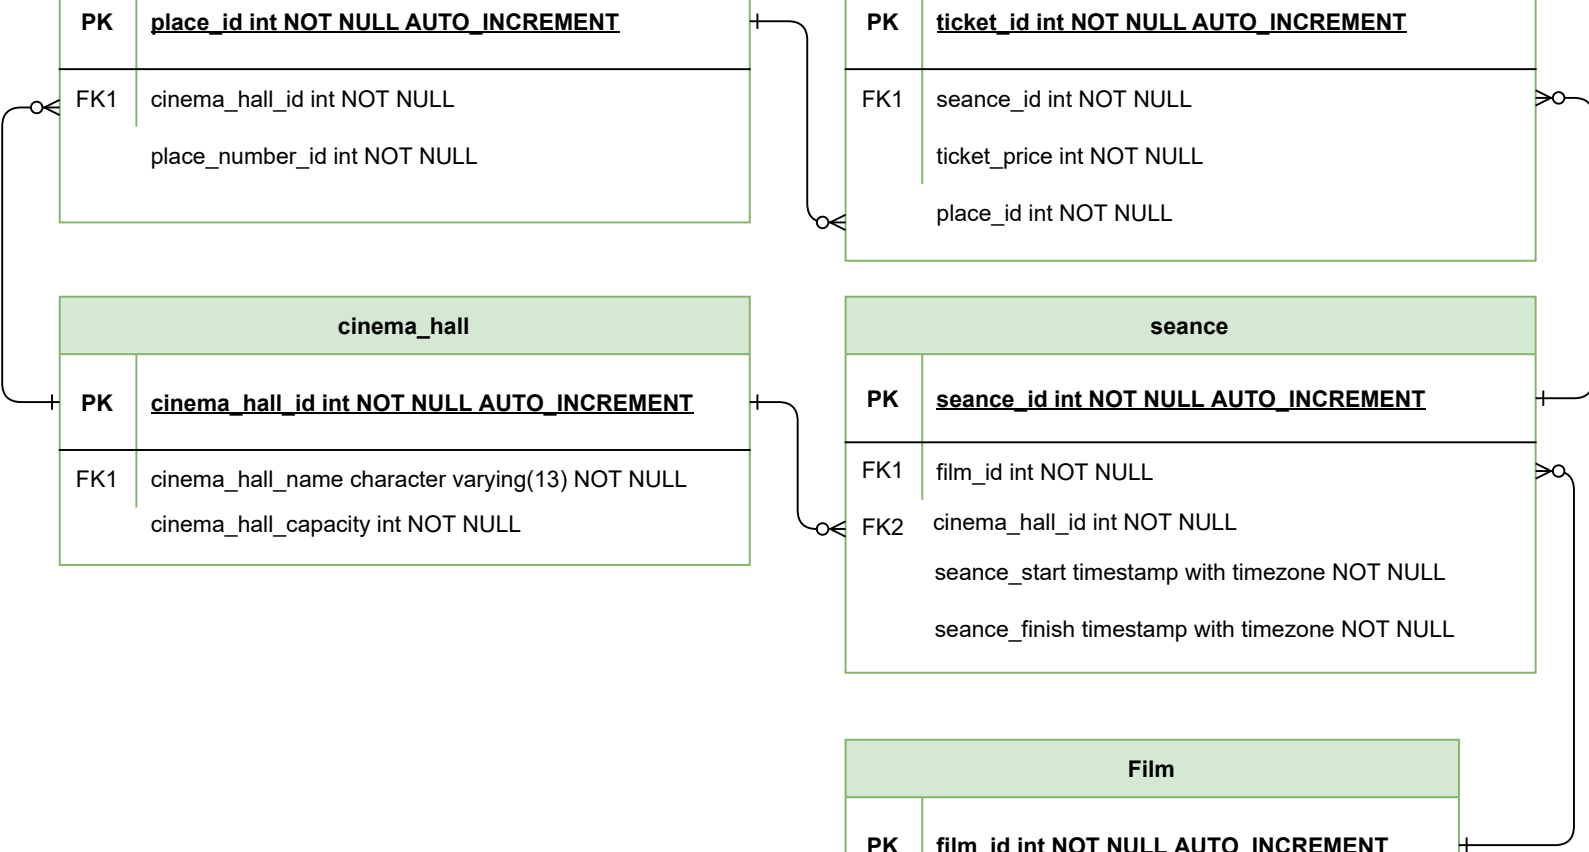 PK place_id int NOT NULL AUTO_INCREMENT
FK1 cinema_hall_id int NOT NULL
place_number_id int NOT NULL
PK ticket_id int NOT NULL AUTO_INCREMENT
FK1 seance_id int NOT NULL
ticket_price int NOT NULL
place_id int NOT NULL
cinema_hall
PK cinema_hall_id int NOT NULL AUTO_INCREMENT
FK1 cinema_hall_name character varying(13) NOT NULL
cinema_hall_capacity int NOT NULL
seance
PK seance_id int NOT NULL AUTO_INCREMENT
FK1 film_id int NOT NULL
FK2 cinema_hall_id int NOT NULL
seance_start timestamp with timezone NOT NULL
seance_finish timestamp with timezone NOT NULL
Film
PK film_id int NOT NULL AUTO_INCREMENT